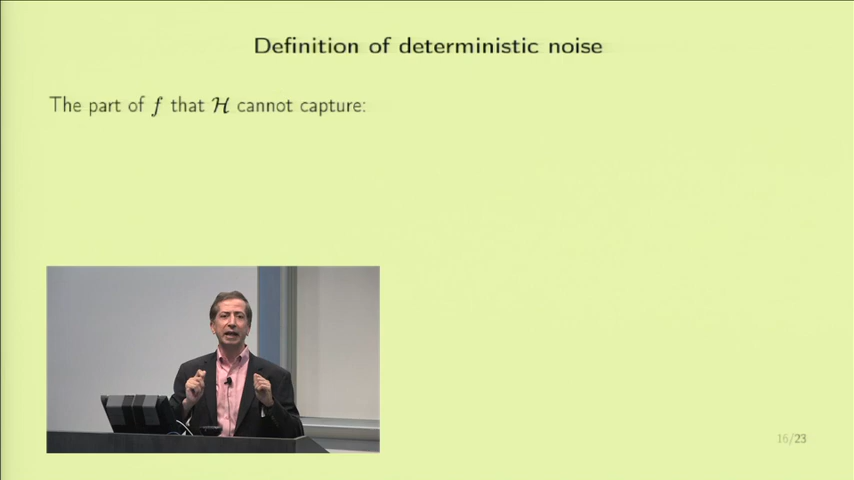 Definition of deterministic noise
The part of f that ℋ cannot capture:
16/23